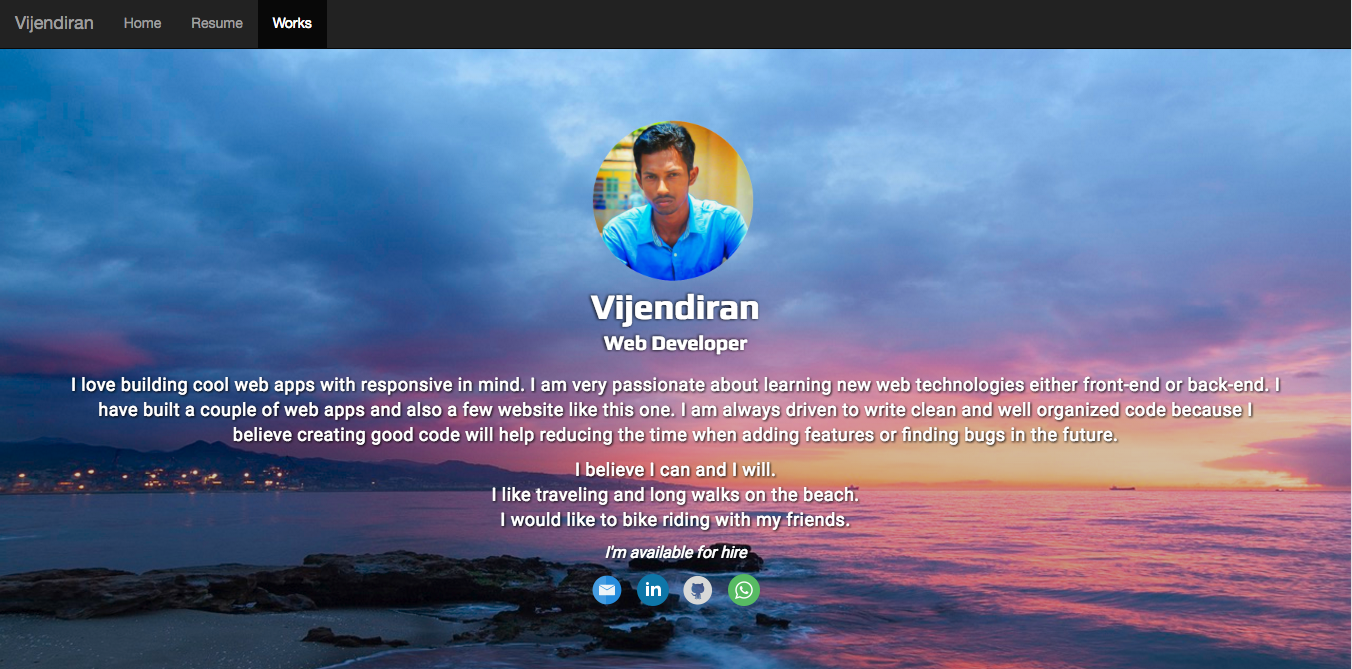 Vijendiran Home Resume Works
Vijendiran
Web Developer
I love building cool web apps with responsive in mind. I am very passionate about learning new web technologies either front-end or back-end. I
have built a couple of web apps and also a few website like this one. I am always driven to write clean and well organized code because I
believe creating good code will help reducing the time when adding features or finding bugs in the future.
I believe I can and I will.
I like traveling and long walks on the beach.
I would like to bike riding with my friends.
I'm available for hire
in